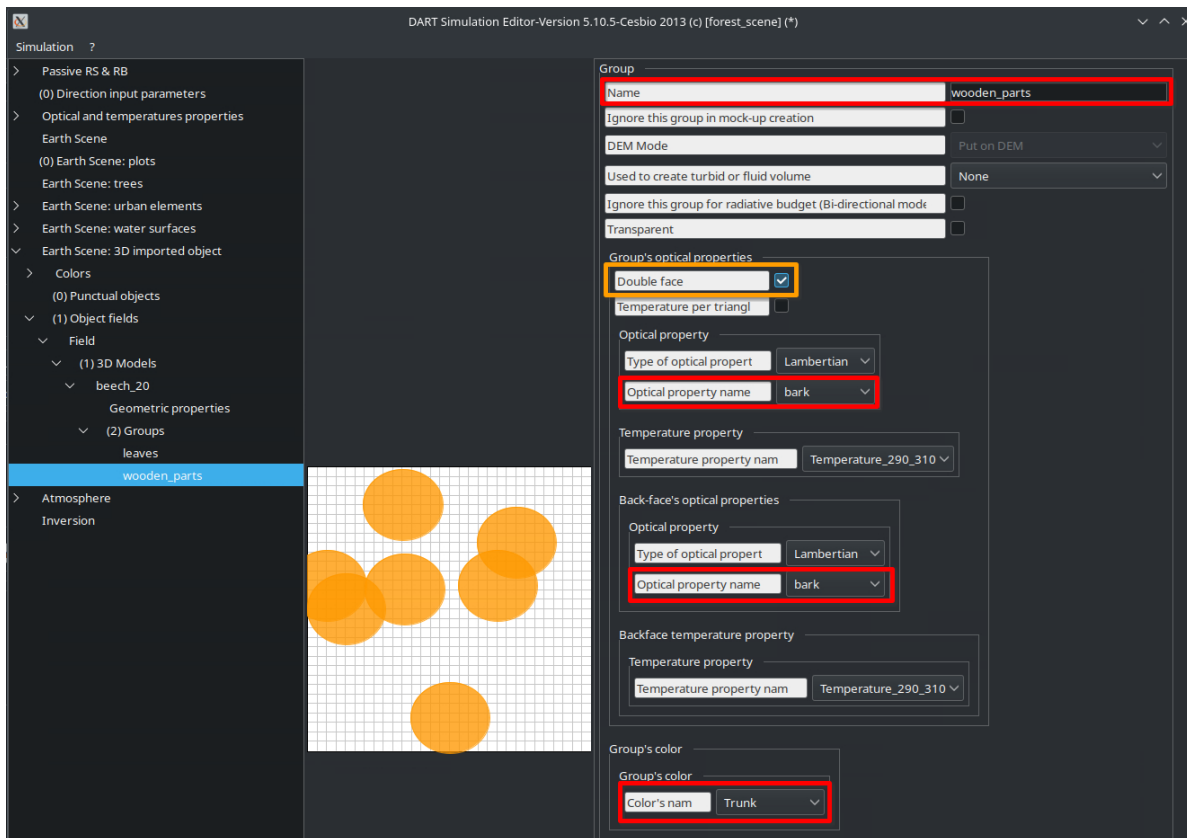 DART Simulation Editor-Version 5.10.5-Cesbio 2013 (c) [forest_scene] (*)
Simulation ?
Passive RS & RB
(0) Direction input parameters
Optical and temperatures properties
Earth Scene
(0) Earth Scene: plots
Earth Scene: trees
Earth Scene: urban elements
Earth Scene: water surfaces
Earth Scene: 3D imported object
Colors
(0) Punctual objects
(1) Object fields
Field
(1) 3D Models
beech_20
Geometric properties
(2) Groups
leaves
wooden_parts
Atmosphere
Inversion
Group
Name wooden_parts
Ignore this group in mock-up creation
DEM Mode Put on DEM
Used to create turbid or fluid volume None
Ignore this group for radiative budget (Bi-directional mode
Transparent
Group's optical properties
Double face
Temperature per triangl
Optical property
Type of optical propert Lambertian
Optical property name bark
Temperature property
Temperature property nam Temperature_290_310
Back-face's optical properties
Optical property
Type of optical propert Lambertian
Optical property name bark
Backface temperature property
Temperature property
Temperature property nam Temperature_290_310
Group's color
Group's color
Color's nam Trunk